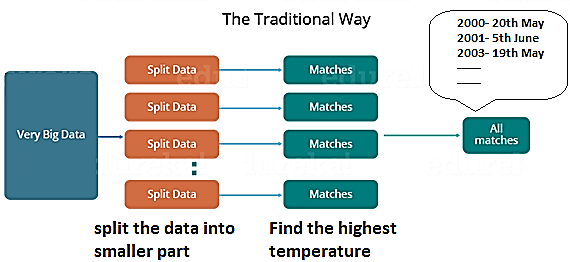 The Traditional Way
2000- 20th May
2001- 5th June
2003- 19th May
Very Big Data
Split Data
Matches
Split Data
Matches
Split Data
Matches
Split Data
Matches
All
matches
split the data into
smaller part
Find the highest
temperature